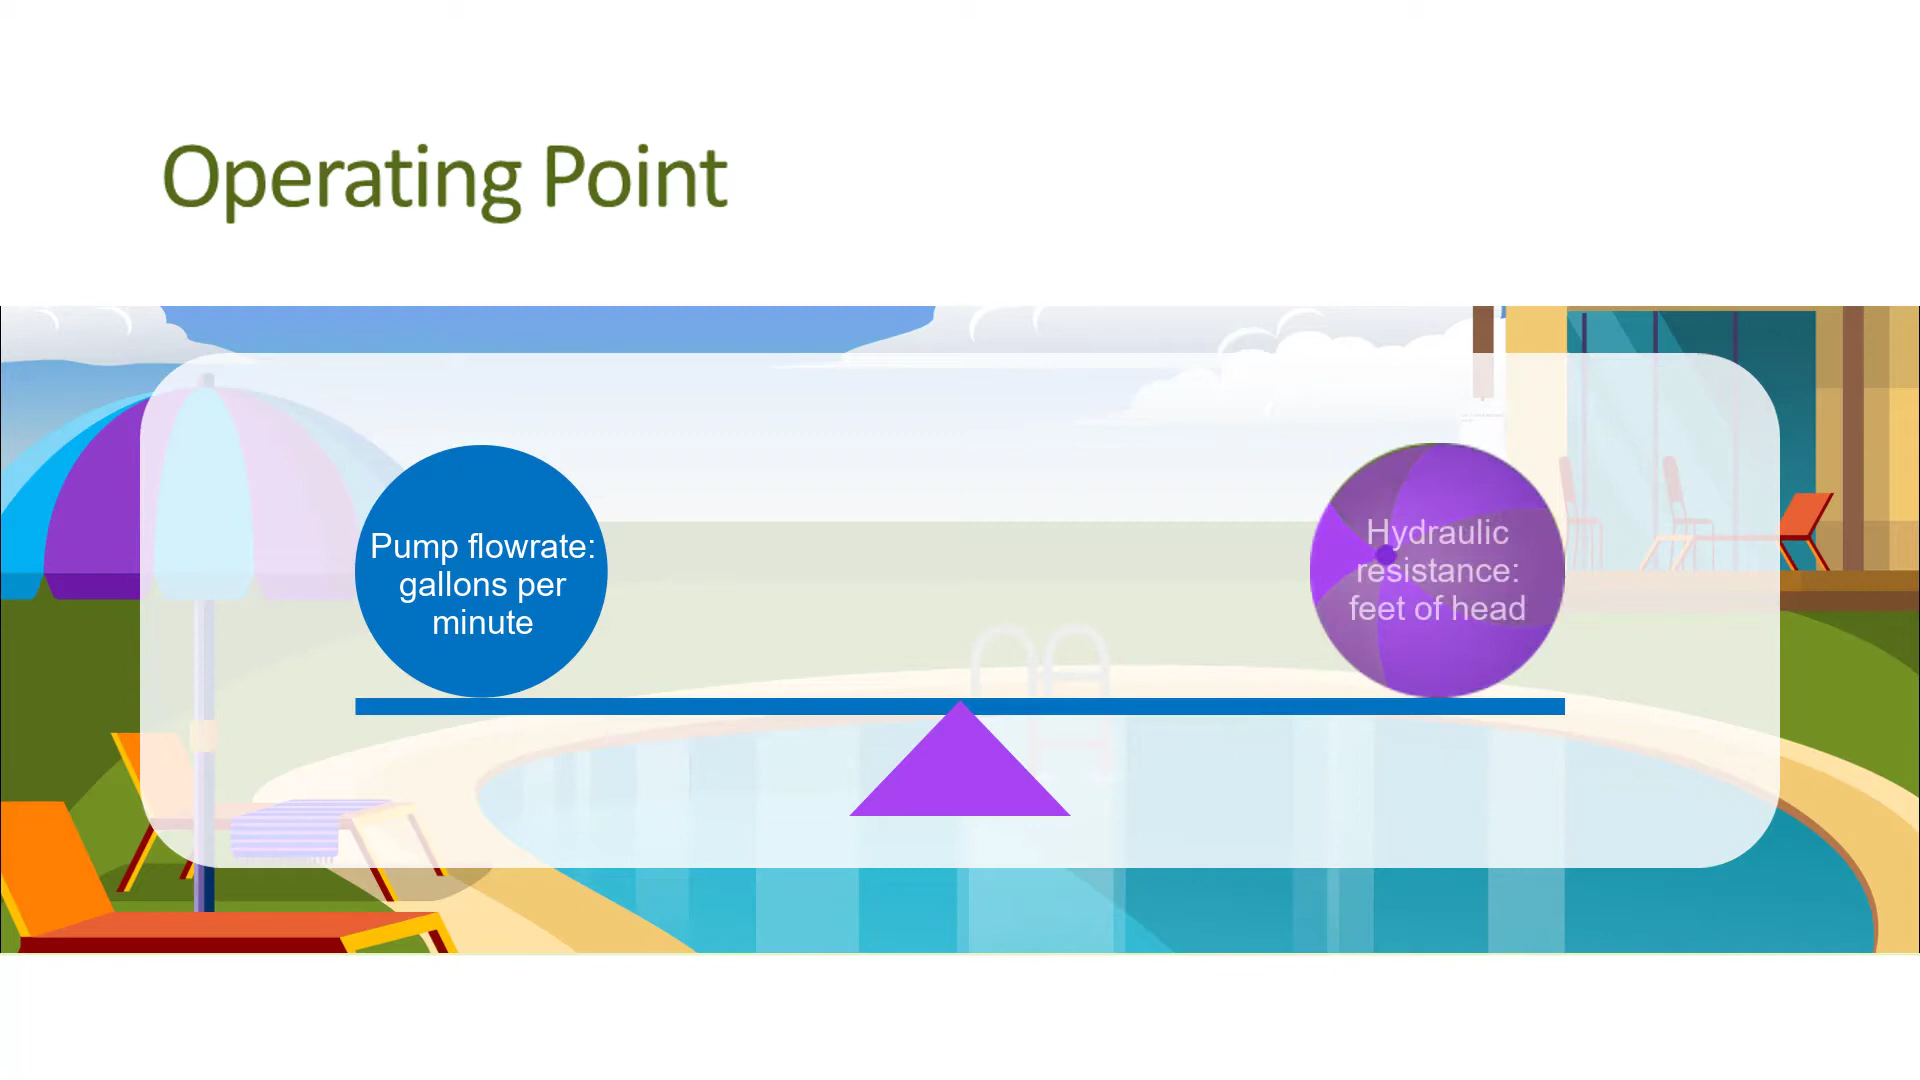 Operating Point
Pump flowrate:
gallons per
minute
Hydraulic
resistance:
feet of head